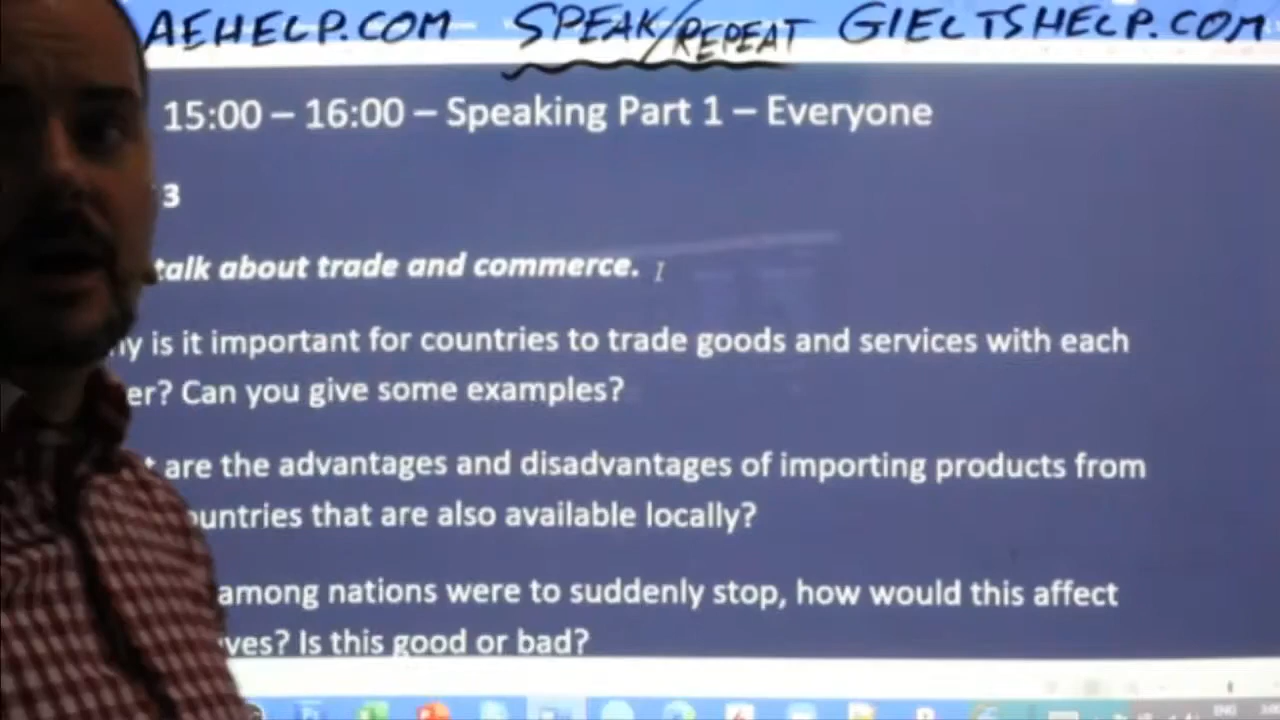 AEHELP.COM SPEAK/REPEAT GIELTSHELP.COM
15:00 – 16:00 – Speaking Part 1 – Everyone
3
talk about trade and commerce.
is it important for countries to trade goods and services with each
er? Can you give some examples?
are the advantages and disadvantages of importing products from
ountries that are also available locally?
among nations were to suddenly stop, how would this affect
ves? Is this good or bad?
ENG